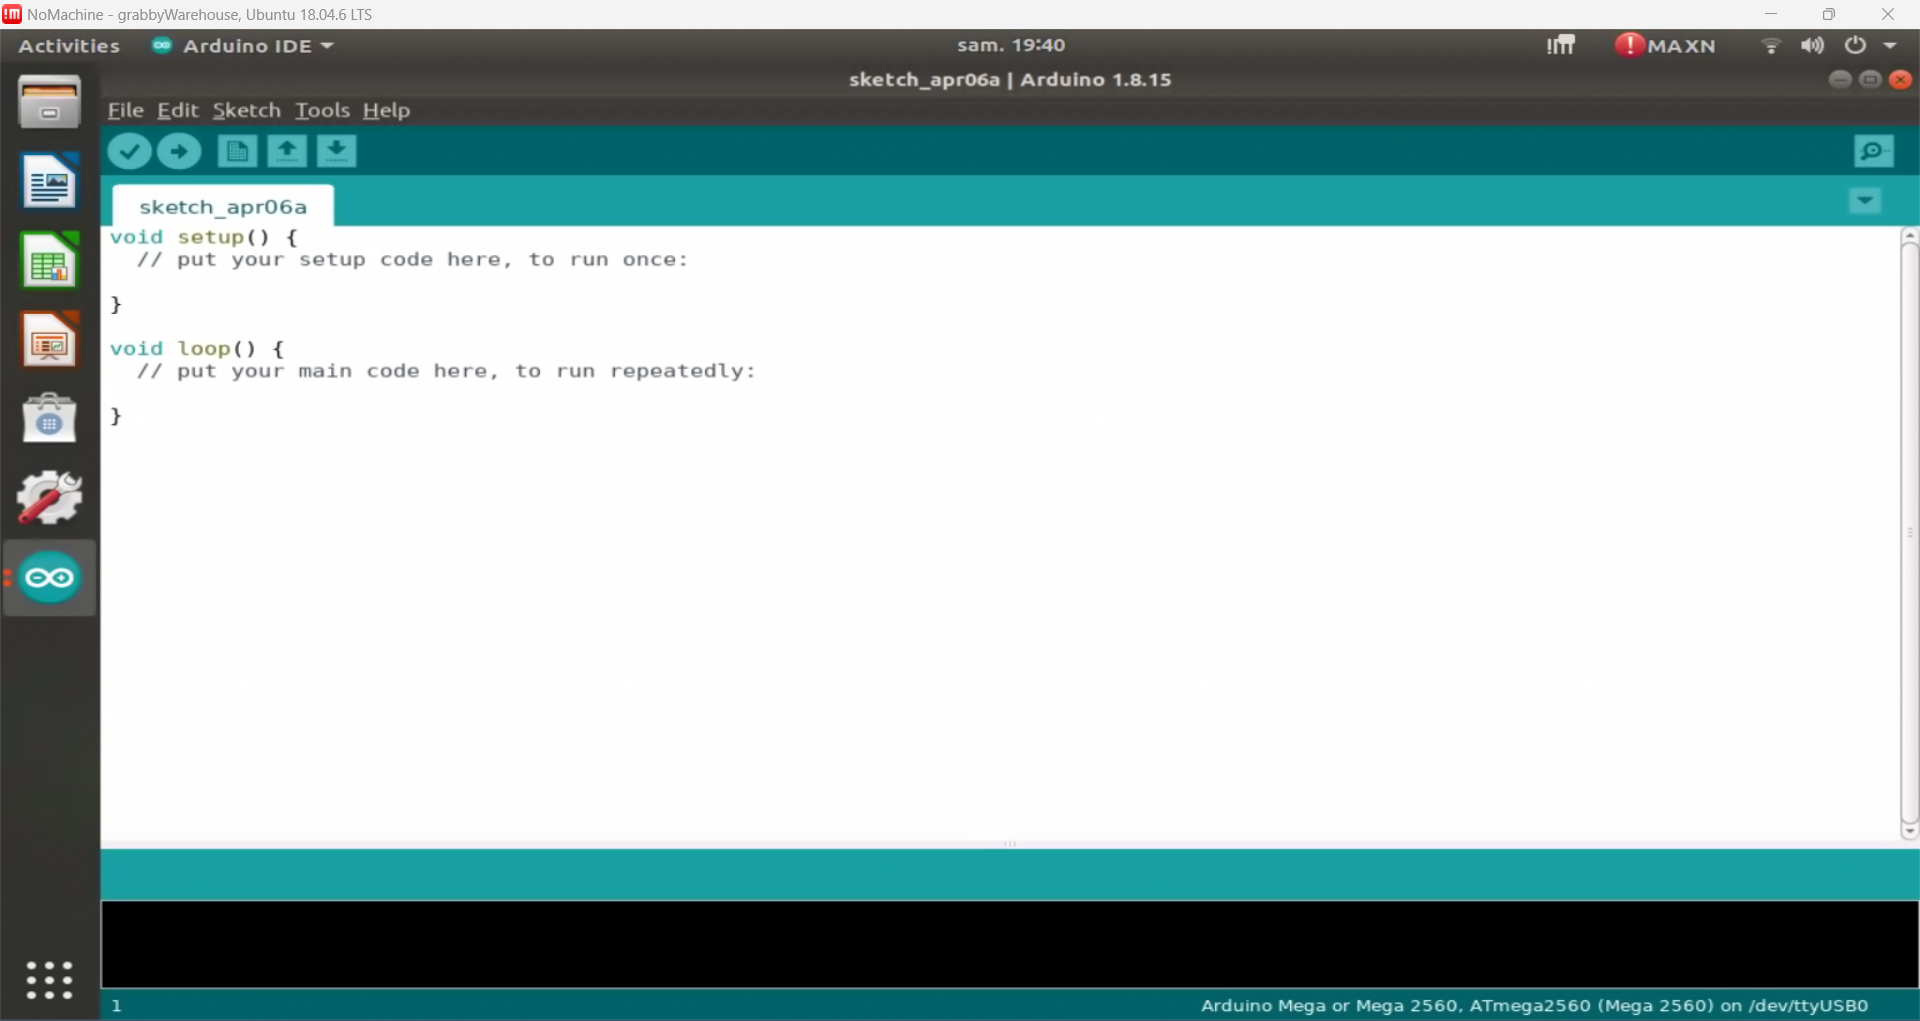 NoMachine - grabbyWarehouse, Ubuntu 18.04.6 LTS
Activities Arduino IDE sam. 19:40 MAXN
sketch_apr06a | Arduino 1.8.15
File Edit Sketch Tools Help
sketch_apr06a
void setup() {
// put your setup code here, to run once:
}
void loop() {
// put your main code here, to run repeatedly:
}
1 Arduino Mega or Mega 2560, ATmega2560 (Mega 2560) on /dev/ttyUSB0